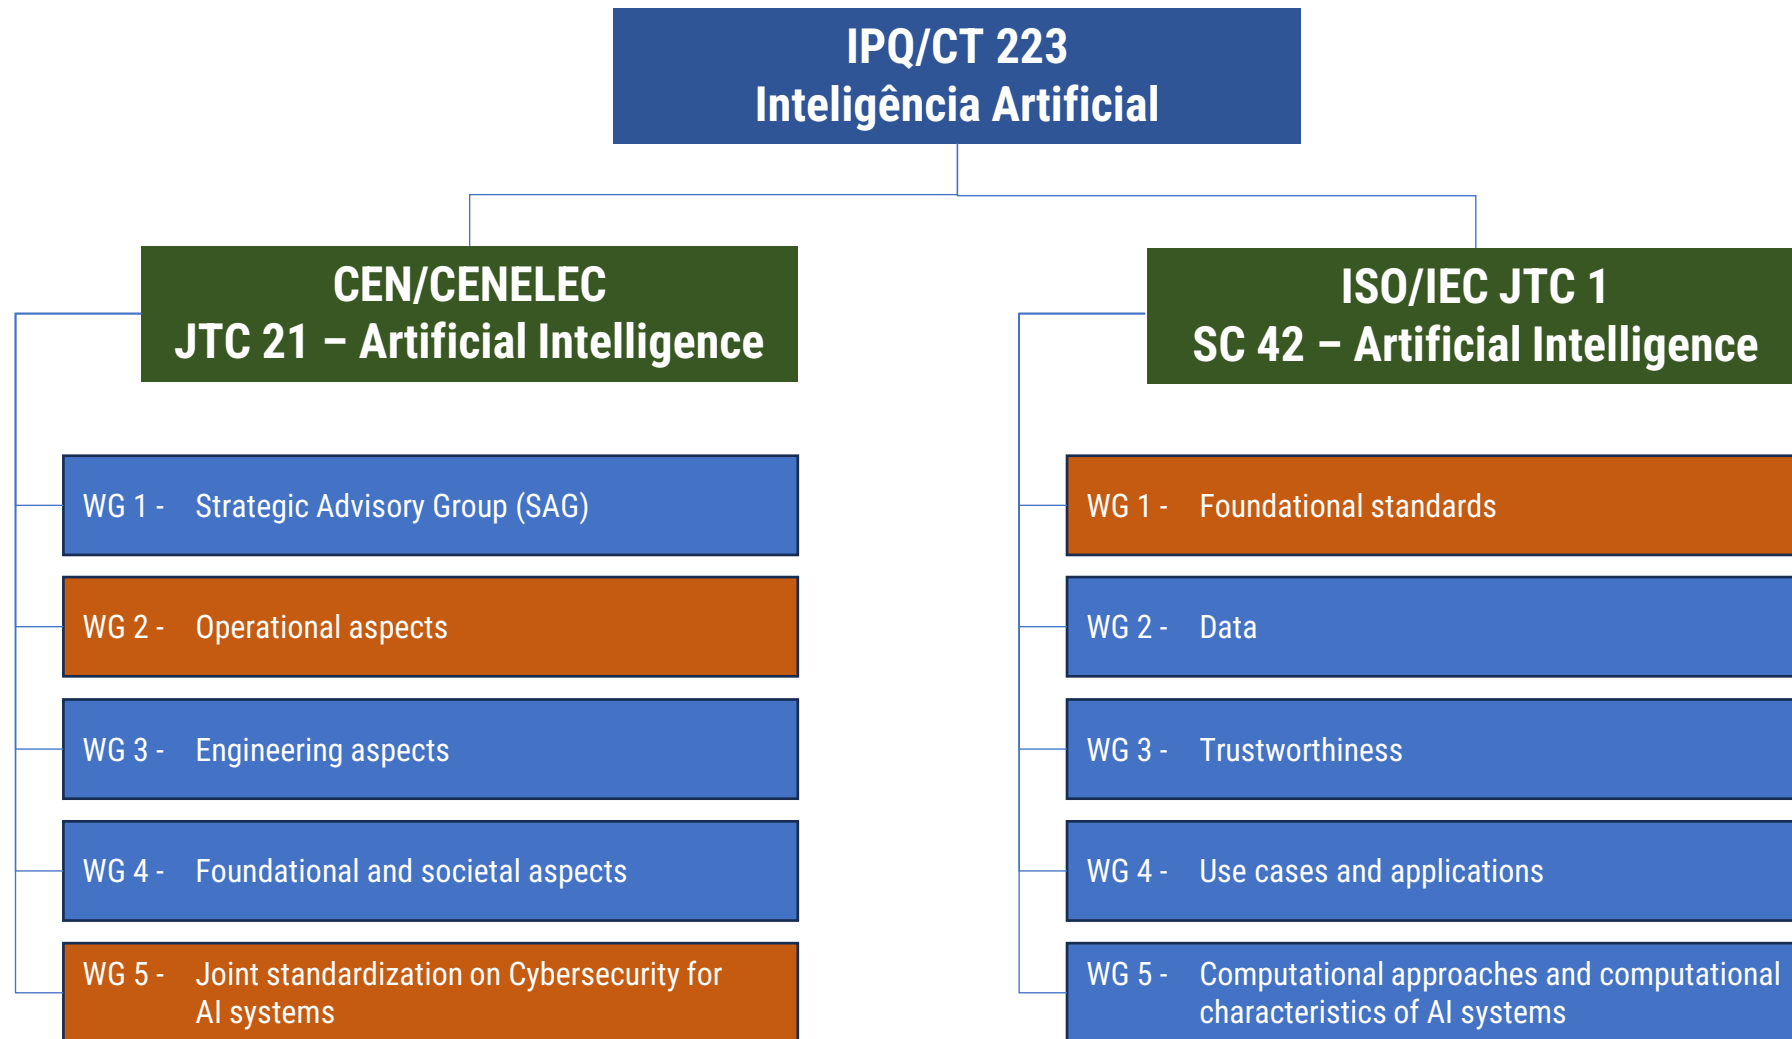 IPQ/CT 223
Inteligência Artificial
CEN/CENELEC
JTC 21 – Artificial Intelligence
WG 1 - Strategic Advisory Group (SAG)
WG 2 - Operational aspects
WG 3 - Engineering aspects
WG 4 - Foundational and societal aspects
WG 5 - Joint standardization on Cybersecurity for
AI systems
ISO/IEC JTC 1
SC 42 – Artificial Intelligence
WG 1 - Foundational standards
WG 2 - Data
WG 3 - Trustworthiness
WG 4 - Use cases and applications
WG 5 - Computational approaches and computational
characteristics of AI systems